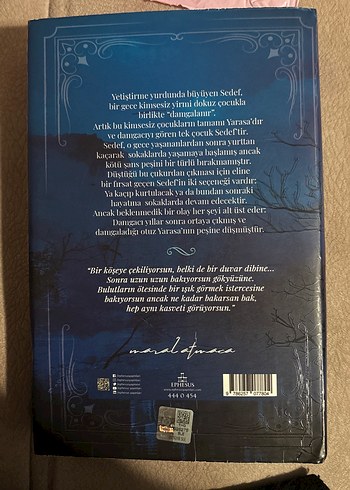 Yetiştirme yurdunda büyüyen Sedef,
bir gece kimsesiz yirmi dokuz çocukla
birlikte “damgalanır”.
Artık bu kimsesiz çocukların tamamı Yarasa’dır
ve damgacıyı gören tek çocuk Sedef’tir.
Sedef, o gece yaşananlardan sonra yurttan
kaçarak sokaklarda yaşamaya başlamış ancak
kötü şans peşini bir türlü bırakmamıştır.
Düştüğü bu çukurdan çıkması için eline
bir fırsat geçen Sedef’in iki seçeneği vardır:
Ya kaçıp kurtulacak ya da bundan sonraki
hayatına sokaklarda devam edecektir.
Ancak beklenmedik bir olay her şeyi alt üst eder:
Damgacı yıllar sonra ortaya çıkmış ve
damgaladığı otuz Yarasa’nın peşine düşmüştür.
“Bir köşeye çekiliyorsun, belki de bir duvar dibine...
Sonra uzun uzun bakıyorsun gökyüzüne.
Bulutların ötesinde bir ışık görmek istercesine
bakıyorsun ancak ne kadar bakarsan bak,
hep aynı kasveti görüyorsun.”
maral atmaca
EPHESUS
444 0 454
9 786257 077804